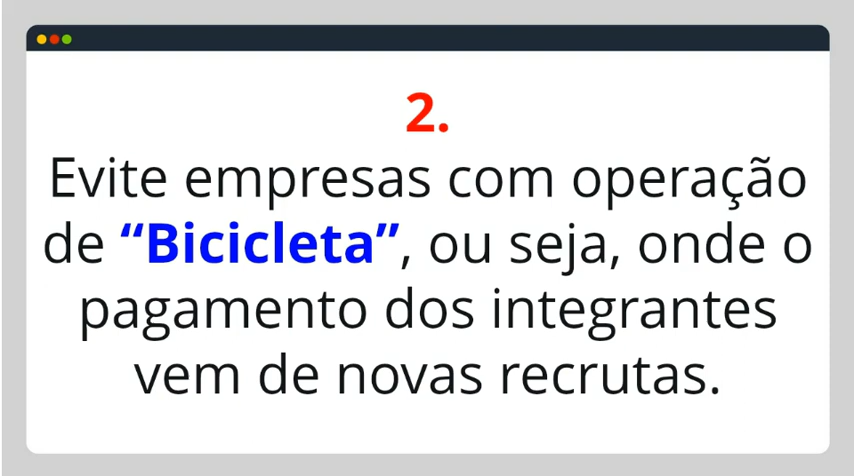 2.
Evite empresas com operação
de “Bicicleta”, ou seja, onde o
pagamento dos integrantes
vem de novas recrutas.